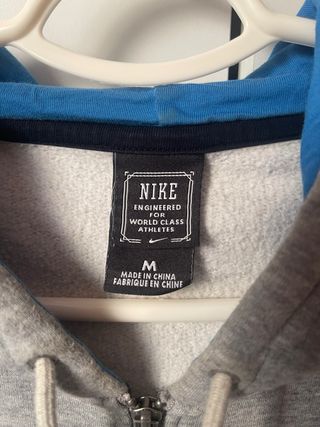 NIKE
ENGINEERED
FOR
WORLD CLASS
ATHLETES
M
MADE IN CHINA
FABRIQUE EN CHINE